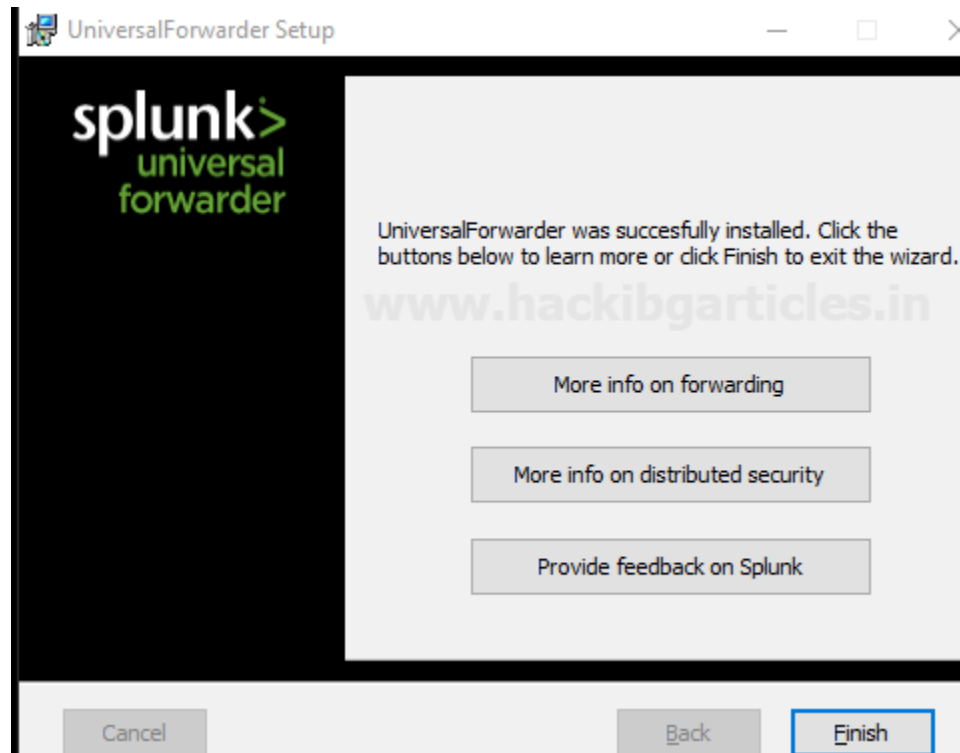 UniversalForwarder Setup
splunk>
universal
forwarder
UniversalForwarder was succesfully installed. Click the
buttons below to learn more or click Finish to exit the wizard.
www.hackibgarticles.in
More info on forwarding
More info on distributed security
Provide feedback on Splunk
Cancel
Back
Finish